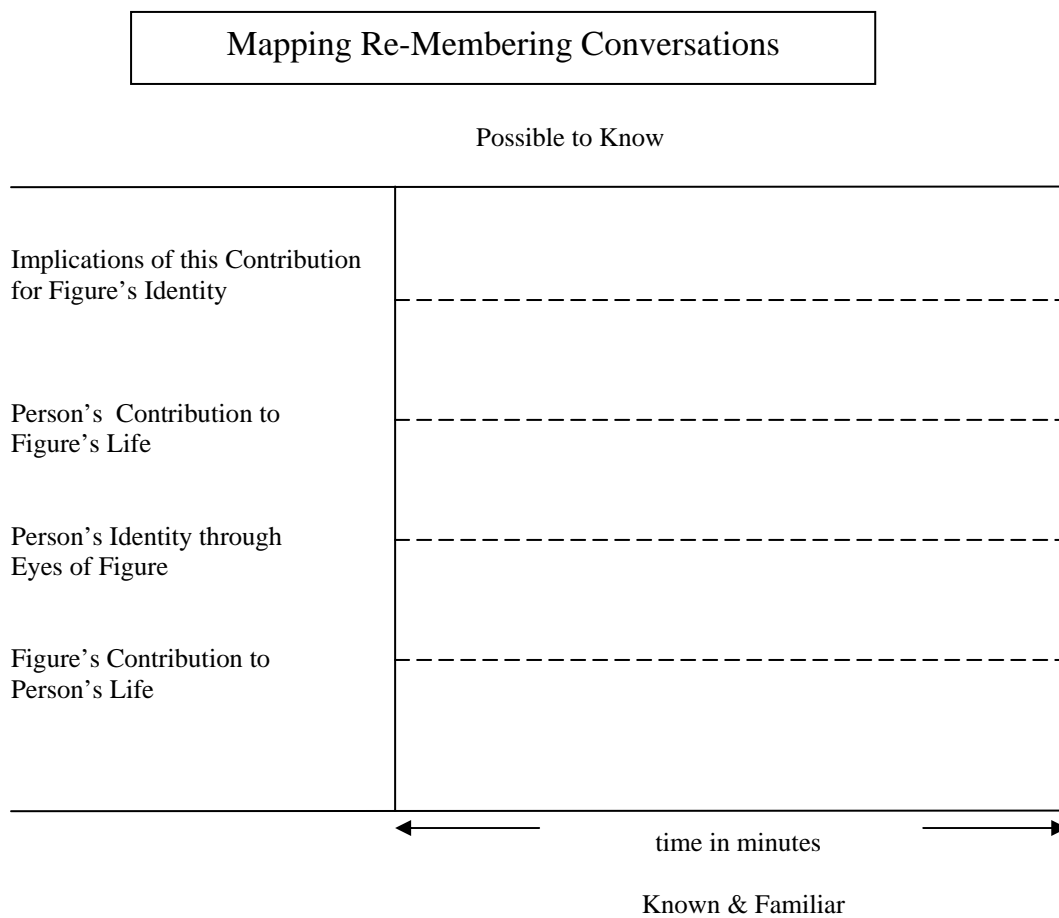 Mapping Re-Membering Conversations
Possible to Know
Implications of this Contribution
for Figure’s Identity
Person’s  Contribution to
Figure’s Life
Person’s Identity through
Eyes of Figure
Figure’s Contribution to
Person’s Life
time in minutes
Known & Familiar